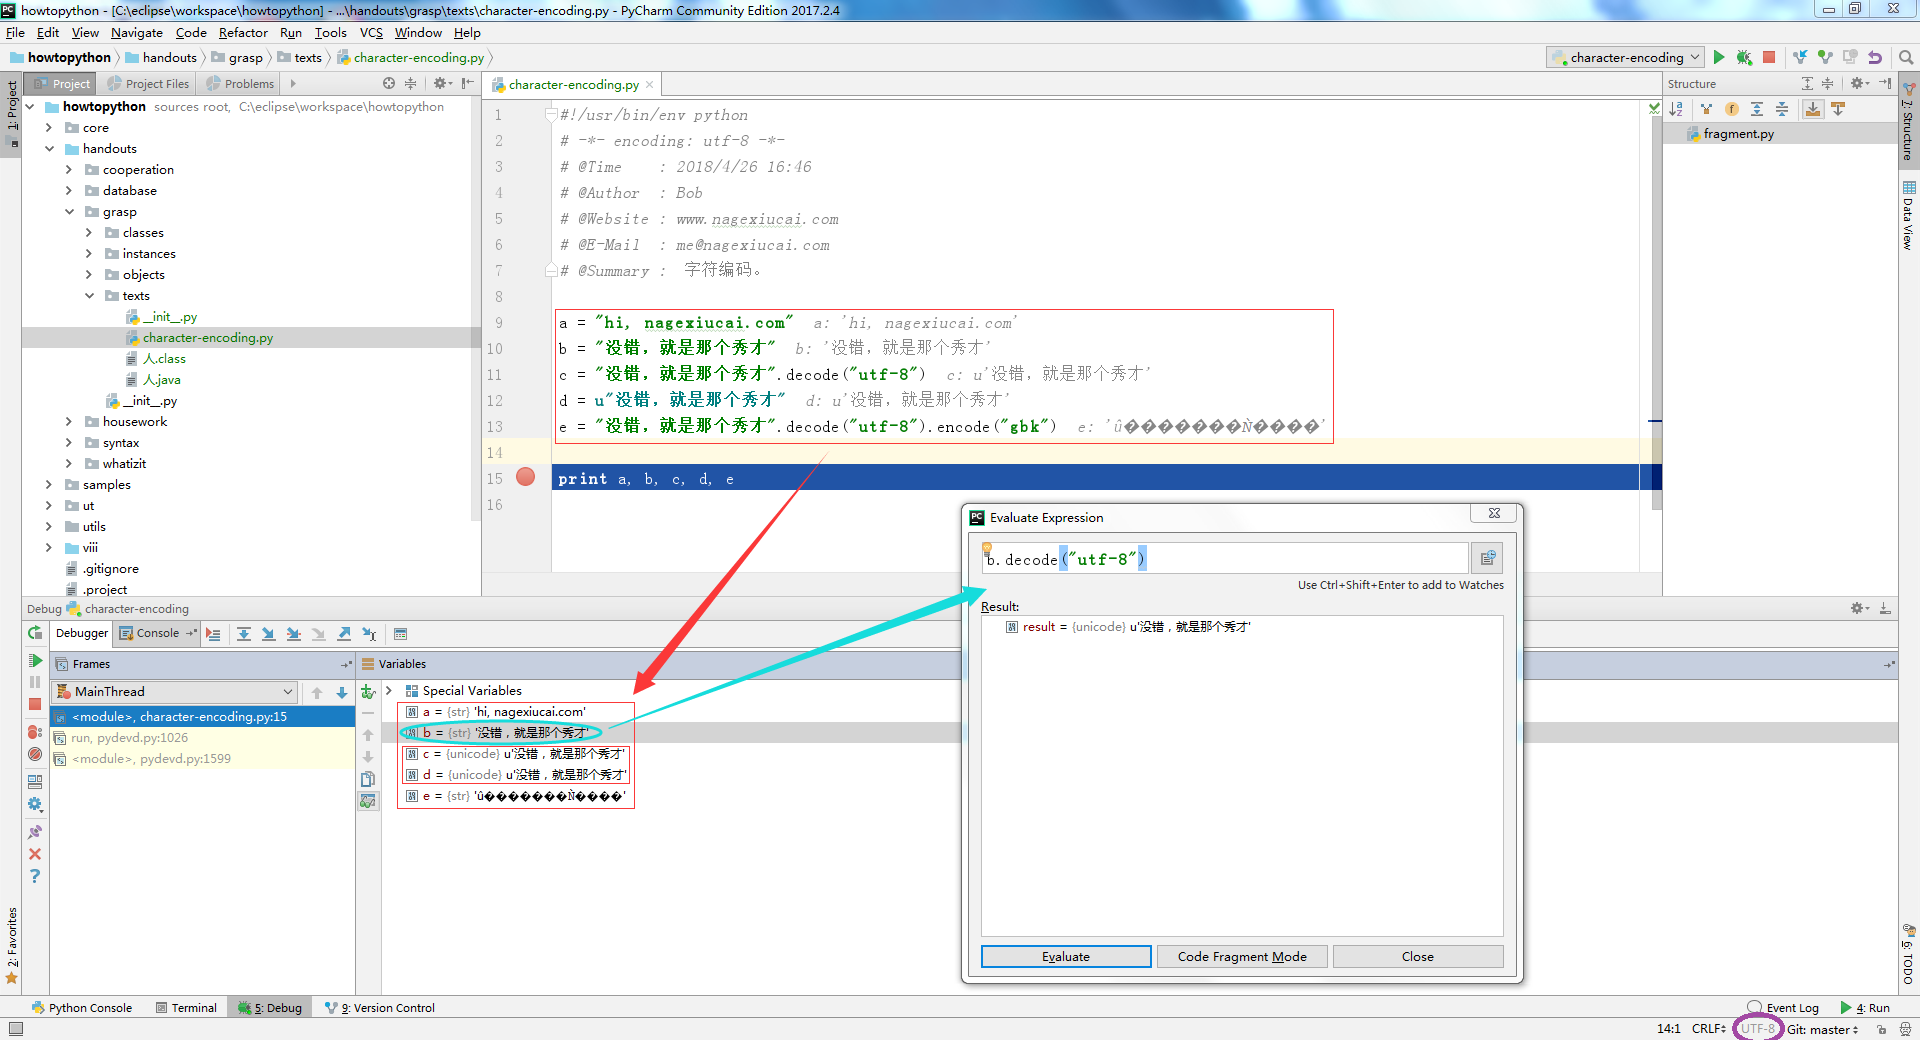 howtopython - [C:\eclipse\workspace\howtopython] - ...\handouts\grasp\texts\character-encoding.py - PyCharm Community Edition 2017.2.4
File Edit View Navigate Code Refactor Run Tools VCS Window Help
howtopython handouts grasp texts character-encoding.py
character-encoding
1: Project
Project Project Files Problems
howtopython sources root, C:\eclipse\workspace\howtopython
core
handouts
cooperation
database
grasp
classes
instances
objects
texts
__init__.py
character-encoding.py
人.class
人.java
__init__.py
housework
syntax
whatizit
samples
ut
utils
viii
.gitignore
.project
character-encoding.py
1 #!/usr/bin/env python
2 # -*- encoding: utf-8 -*-
3 # @Time : 2018/4/26 16:46
4 # @Author : Bob
5 # @Website : www.nagexiucai.com
6 # @E-Mail : me@nagexiucai.com
7 # @Summary : 字符编码。
8
9 a = "hi, nagexiucai.com" a: 'hi, nagexiucai.com'
10 b = "没错，就是那个秀才" b: '没错，就是那个秀才'
11 c = "没错，就是那个秀才".decode("utf-8") c: u'没错，就是那个秀才'
12 d = u"没错，就是那个秀才" d: u'没错，就是那个秀才'
13 e = "没错，就是那个秀才".decode("utf-8").encode("gbk") e: 'û��������Ñ����'
14
15 print a, b, c, d, e
16
Structure
fragment.py
7: Structure
Data View
Debug character-encoding
Debugger Console
Frames
MainThread
<module>, character-encoding.py:15
run, pydevd.py:1026
<module>, pydevd.py:1599
Variables
Special Variables
a = {str} 'hi, nagexiucai.com'
b = {str} '没错，就是那个秀才'
c = {unicode} u'没错，就是那个秀才'
d = {unicode} u'没错，就是那个秀才'
e = {str} 'û��������Ñ����'
Evaluate Expression
b.decode("utf-8")
Use Ctrl+Shift+Enter to add to Watches
Result:
result = {unicode} u'没错，就是那个秀才'
Evaluate Code Fragment Mode Close
2: Favorites
6: TODO
Python Console Terminal 5: Debug 9: Version Control
Event Log 4: Run
14:1 CRLF UTF-8 Git: master